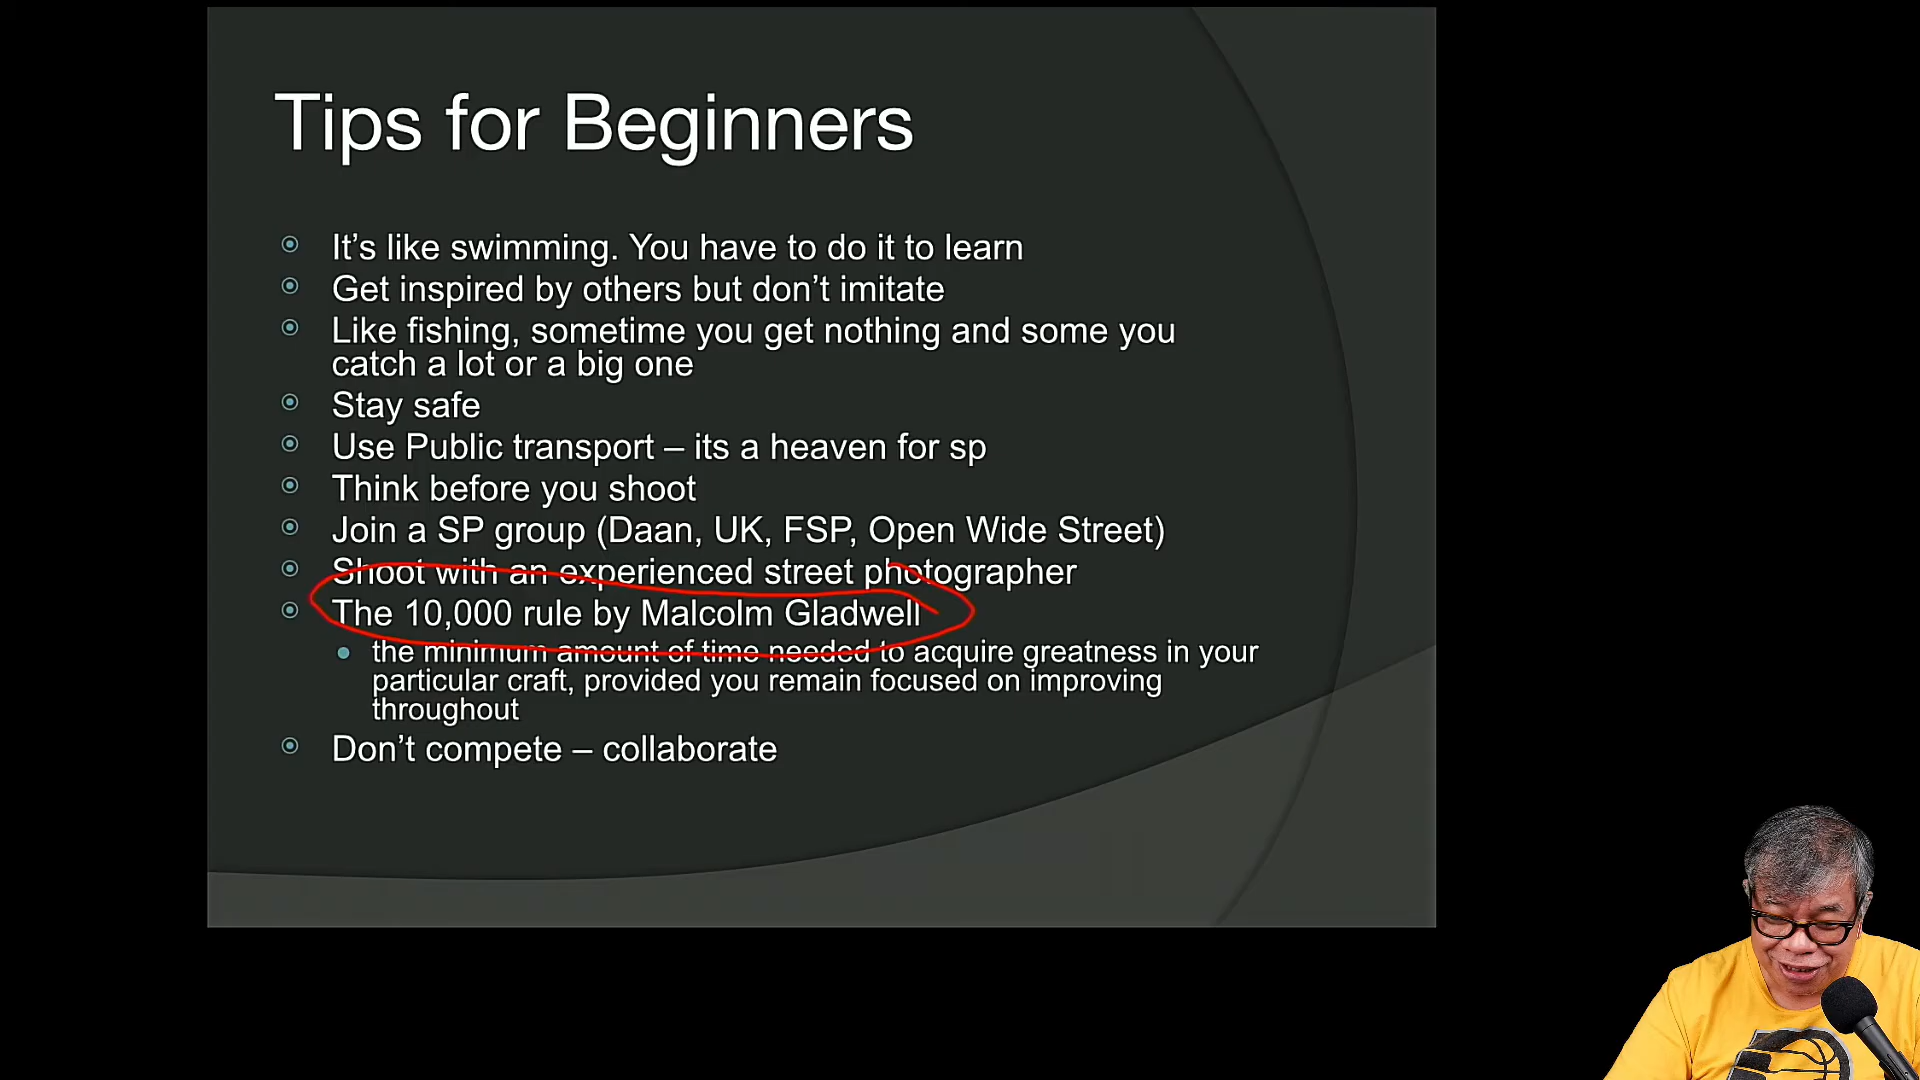 Tips for Beginners
It's like swimming. You have to do it to learn
Get inspired by others but don't imitate
Like fishing, sometime you get nothing and some you
catch a lot or a big one
Stay safe
Use Public transport – its a heaven for sp
Think before you shoot
Join a SP group (Daan, UK, FSP, Open Wide Street)
Shoot with an experienced street photographer
The 10,000 rule by Malcolm Gladwell
the minimum amount of time needed to acquire greatness in your
particular craft, provided you remain focused on improving
throughout
Don't compete – collaborate